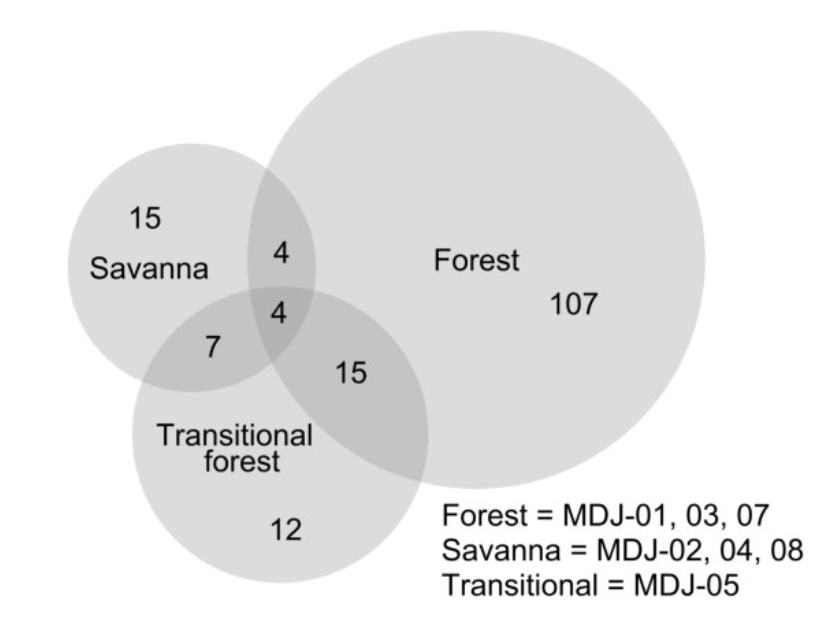 15
Savanna
4
Forest
107
4
7
15
Transitional
forest
12
Forest = MDJ-01, 03, 07
Savanna = MDJ-02, 04, 08
Transitional = MDJ-05